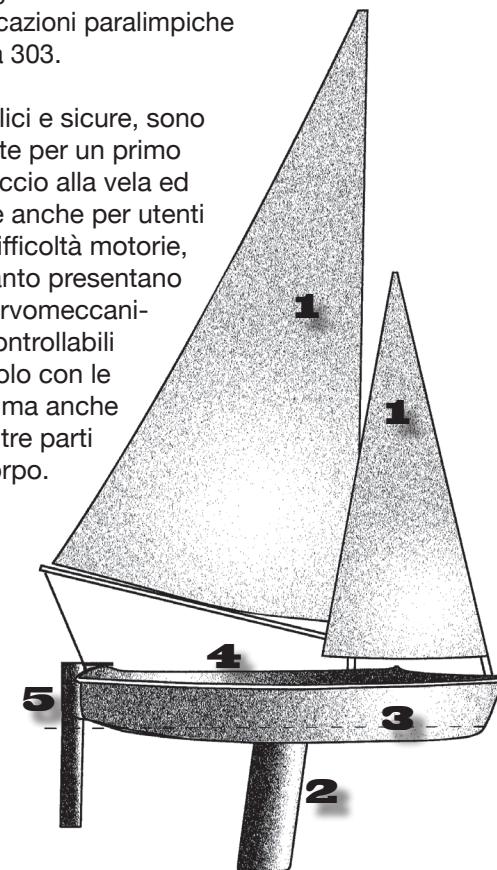 cazioni paralimpiche
a 303.
lici e sicure, sono
te per un primo
ccio alla vela ed
e anche per utenti
ifficoltà motorie,
anto presentano
rvomeccani-
ontrollabili
olo con le
ma anche
tre parti
orpo.
1
1
4
5
3
2